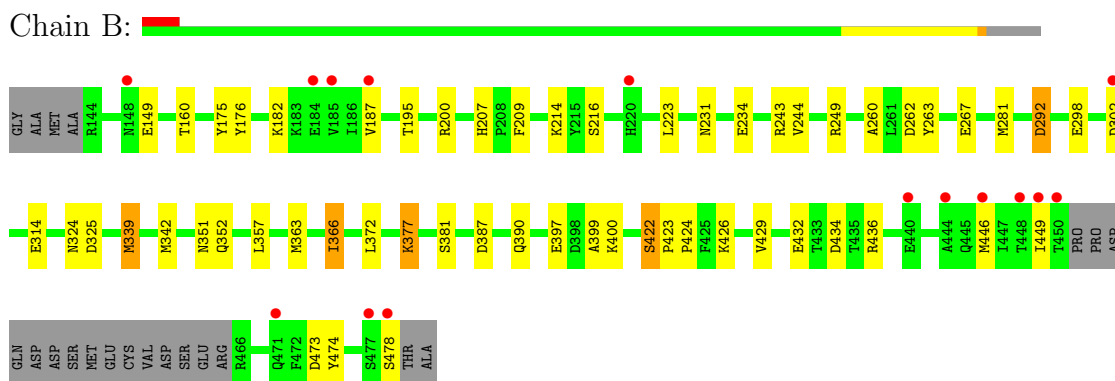 Chain B:
GLY ALA MET ALA R144 N148 E149 T160 Y175 Y176 K182 K183 E184 V185 I186 V187 T195 R200 H207 P208 F209 K214 Y215 S216 H220 L223 N231 E234 R243 V244 R249 A260 L261 D262 Y263 E267 M281 D292 E298
E314 N324 D325 M339 M342 N351 Q352 L357 M363 I366 L372 K377 S381 D387 Q390 E397 D398 A399 K400 S422 P423 P424 F425 K426 V429 E432 T433 D434 T435 R436 E440 A444 Q445 M446 I447 T448 I449 T450 PRO PRO ASP
GLN ASP ASP SER MET GLU CYS VAL ASP SER GLU ARG R466 Q471 F472 D473 Y474 S477 S478 THR ALA